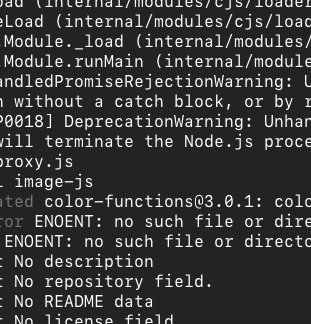 oad (internal/modules/cjs/loader
eLoad (internal/modules/cjs/load
.Module._load (internal/modules/
.Module.runMain (internal/module
andledPromiseRejectionWarning: U
n without a catch block, or by r
P0018] DeprecationWarning: Unhan
will terminate the Node.js proce
proxy.js
l image-js
ated color-functions@3.0.1: colo
ror ENOENT: no such file or dire
ENOENT: no such file or directo
t No description
t No repository field.
t No README data
t No license field